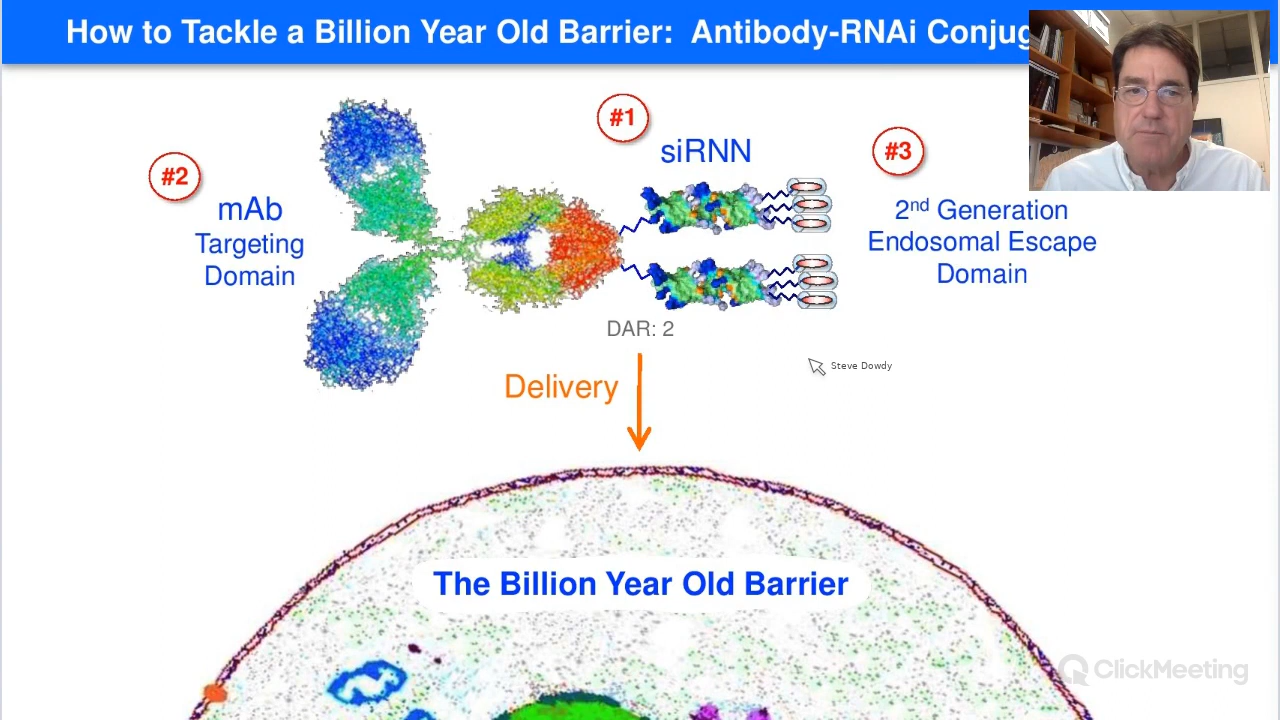 How to Tackle a Billion Year Old Barrier: Antibody-RNAi
#1
siRNN
#2
mAb
Targeting
Domain
#3
2nd Generation
Endosomal Escape
Domain
DAR: 2
Steve Dowdy
Delivery
The Billion Year Old Barrier
ClickMeeting